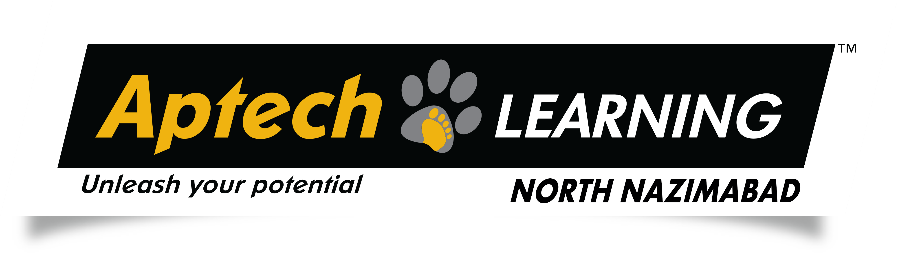 Aptech LEARNING ™
Unleash your potential NORTH NAZIMABAD